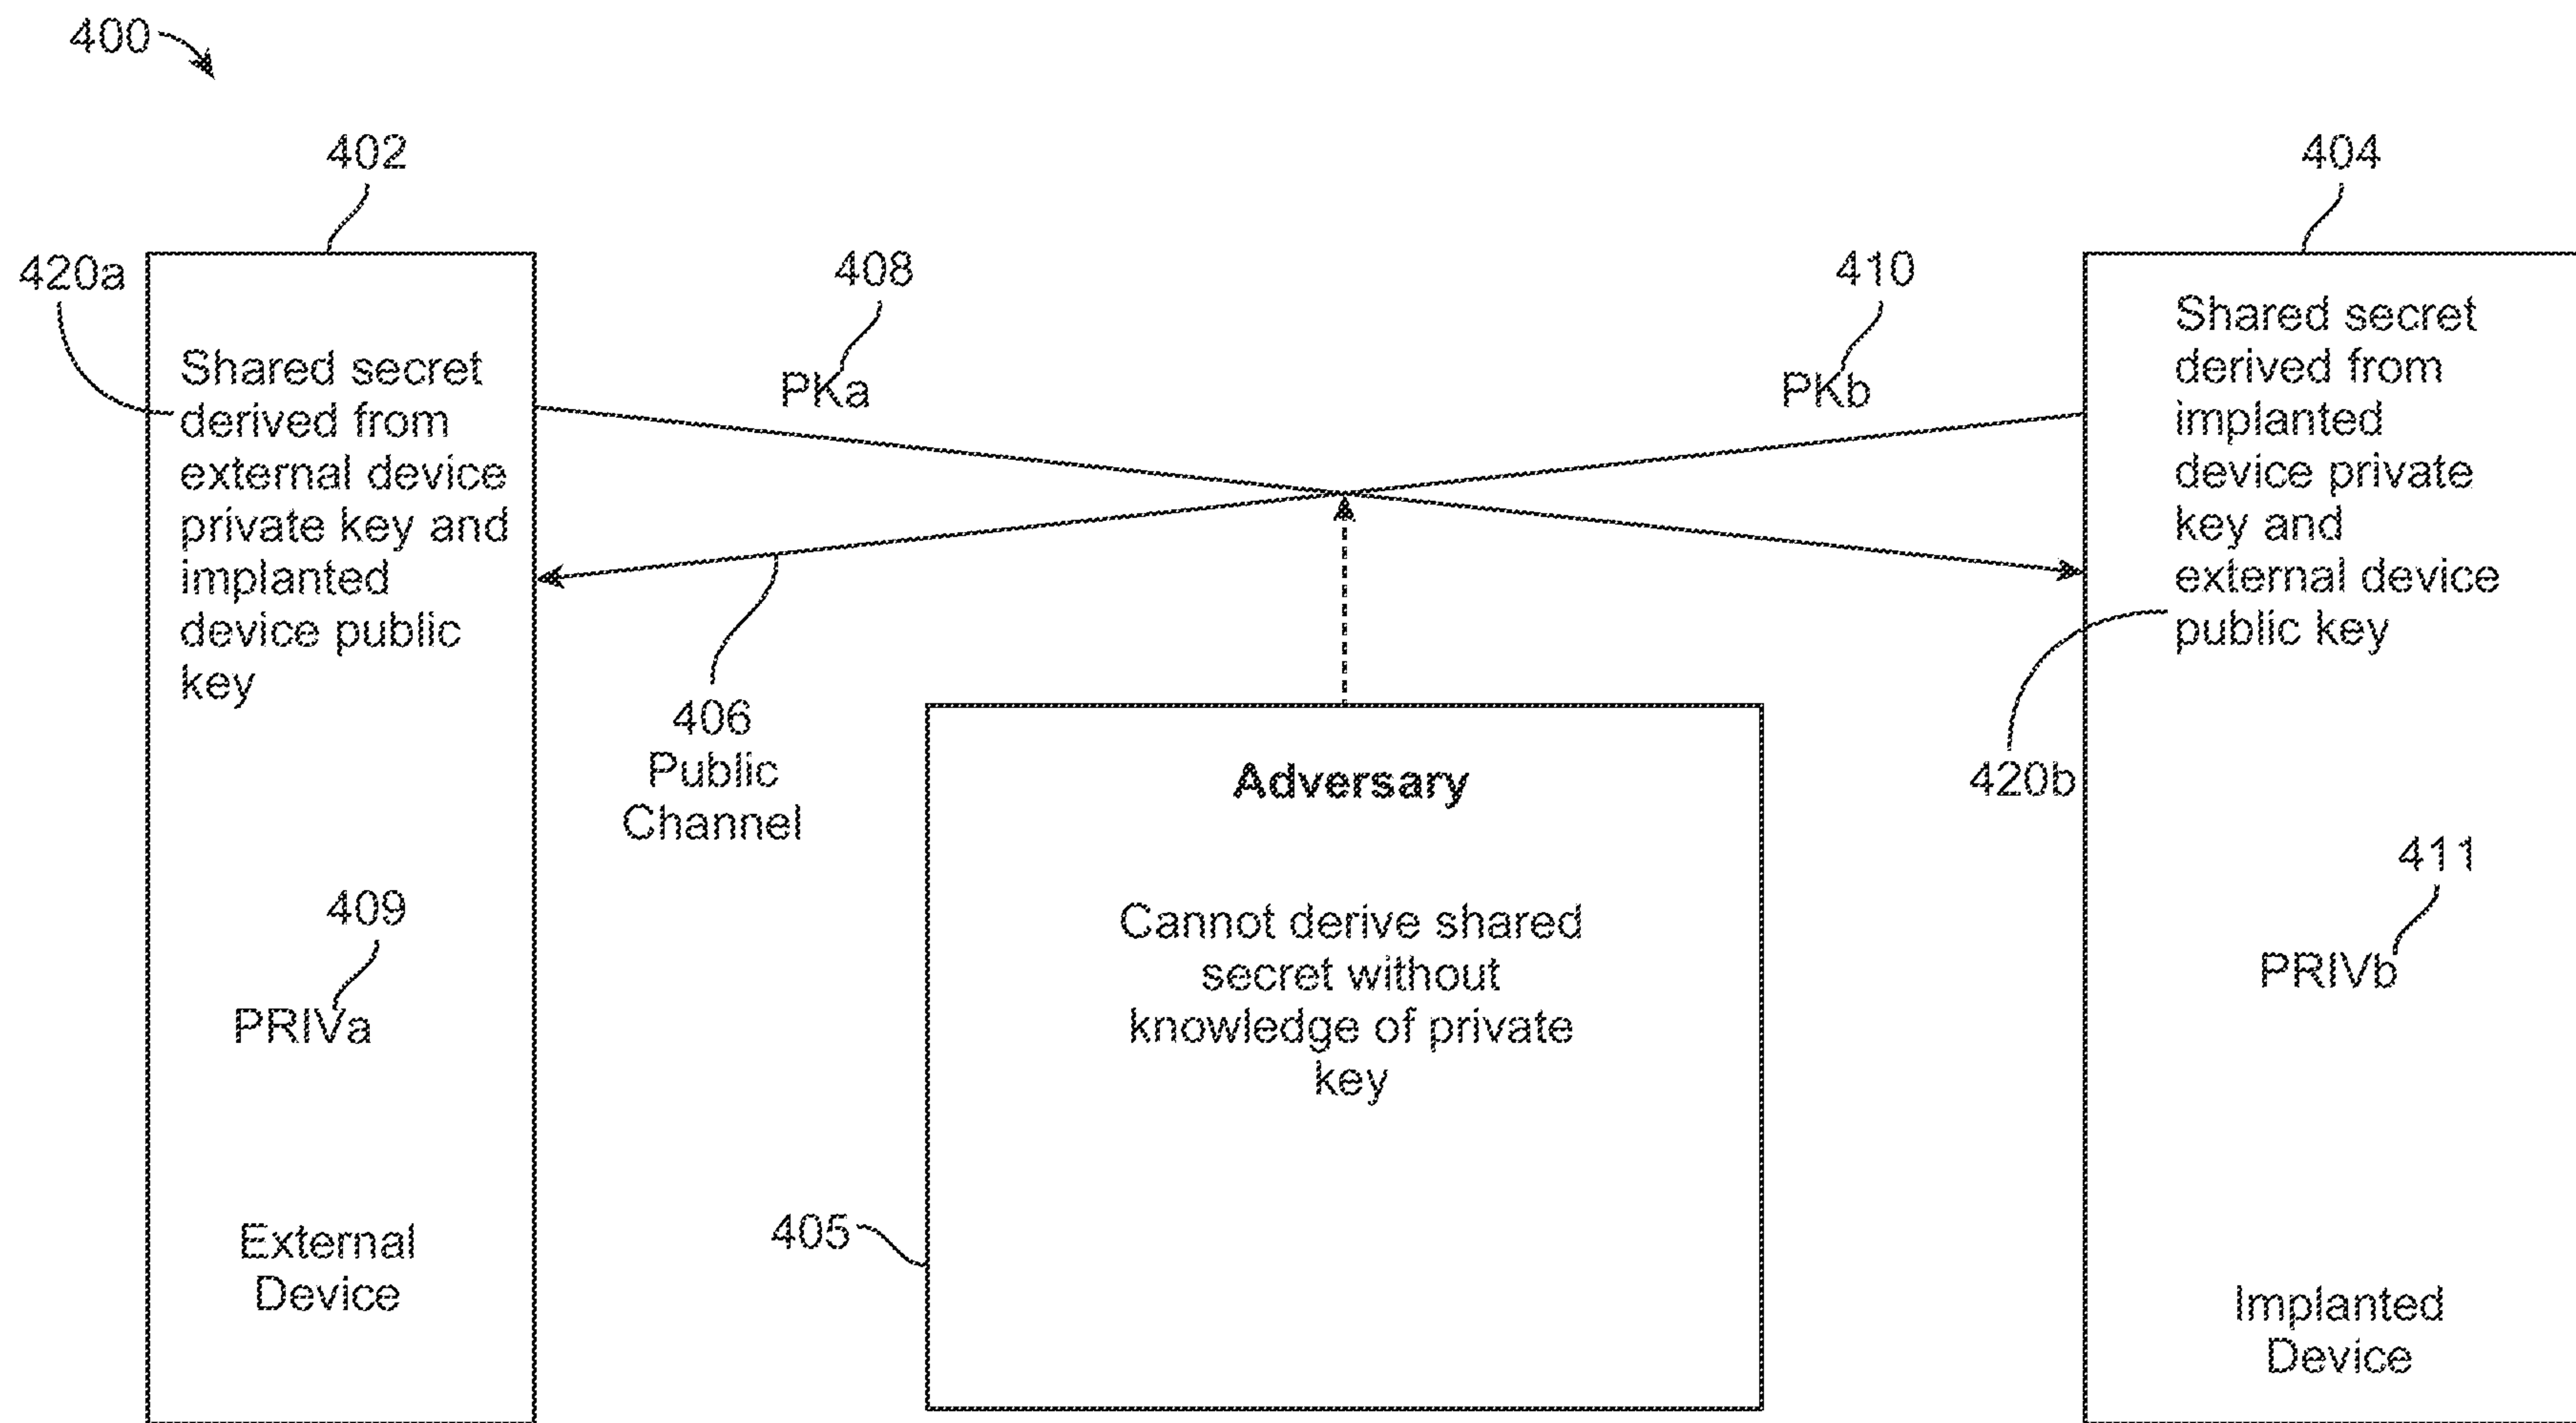 400
402
404
420a
408
410
Shared secret
derived from
external device
private key and
implanted
device public
key
PKa
PKb
Shared secret
derived from
implanted
device private
key and
external device
public key
406
Public
Channel
420b
Adversary
Cannot derive shared
secret without
knowledge of private
key
409
PRIVa
411
PRIVb
405
External
Device
Implanted
Device